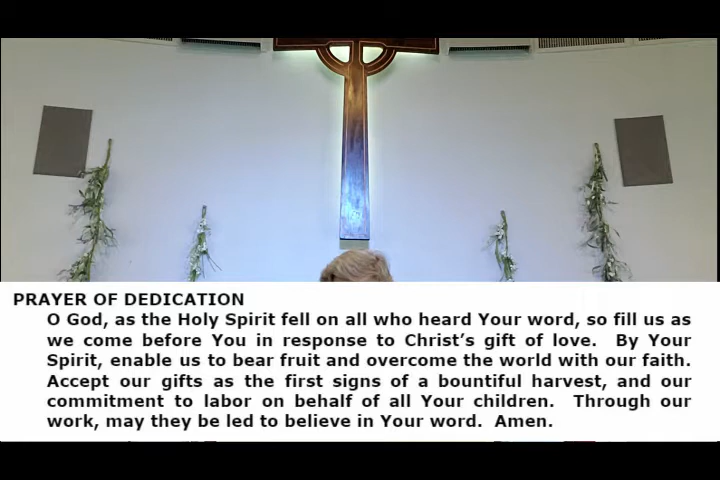 PRAYER OF DEDICATION
O God, as the Holy Spirit fell on all who heard Your word, so fill us as
we come before You in response to Christ’s gift of love.  By Your
Spirit, enable us to bear fruit and overcome the world with our faith.
Accept our gifts as the first signs of a bountiful harvest, and our
commitment to labor on behalf of all Your children.  Through our
work, may they be led to believe in Your word.  Amen.